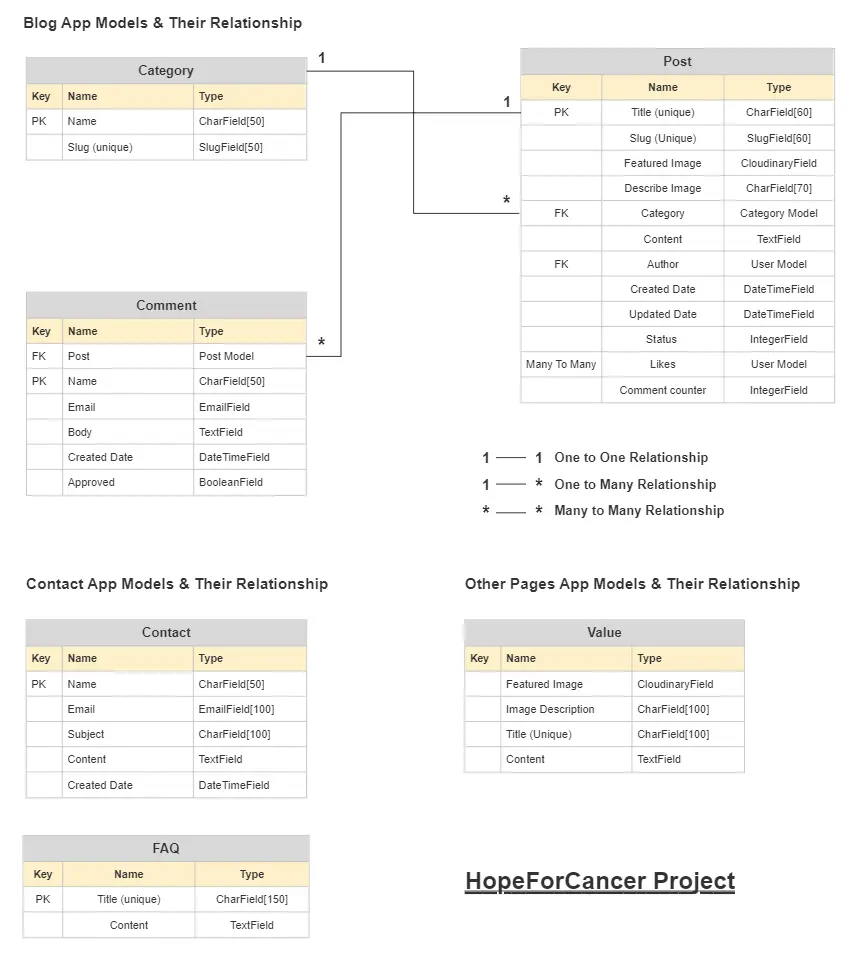 Blog App Models & Their Relationship
Category
Key Name Type
PK Name CharField[50]
Slug (unique) SlugField[50]
1
1
*
Post
Key Name Type
PK Title (unique) CharField[60]
Slug (Unique) SlugField[60]
Featured Image CloudinaryField
Describe Image CharField[70]
FK Category Category Model
Content TextField
FK Author User Model
Created Date DateTimeField
Updated Date DateTimeField
Status IntegerField
Many To Many Likes User Model
Comment counter IntegerField
Comment
Key Name Type
FK Post Post Model
PK Name CharField[50]
Email EmailField
Body TextField
Created Date DateTimeField
Approved BooleanField
*
1 1 One to One Relationship
1 * One to Many Relationship
* * Many to Many Relationship
Contact App Models & Their Relationship
Contact
Key Name Type
PK Name CharField[50]
Email EmailField[100]
Subject CharField[100]
Content TextField
Created Date DateTimeField
Other Pages App Models & Their Relationship
Value
Key Name Type
Featured Image CloudinaryField
Image Description CharField[100]
Title (Unique) CharField[100]
Content TextField
FAQ
Key Name Type
PK Title (unique) CharField[150]
Content TextField
HopeForCancer Project